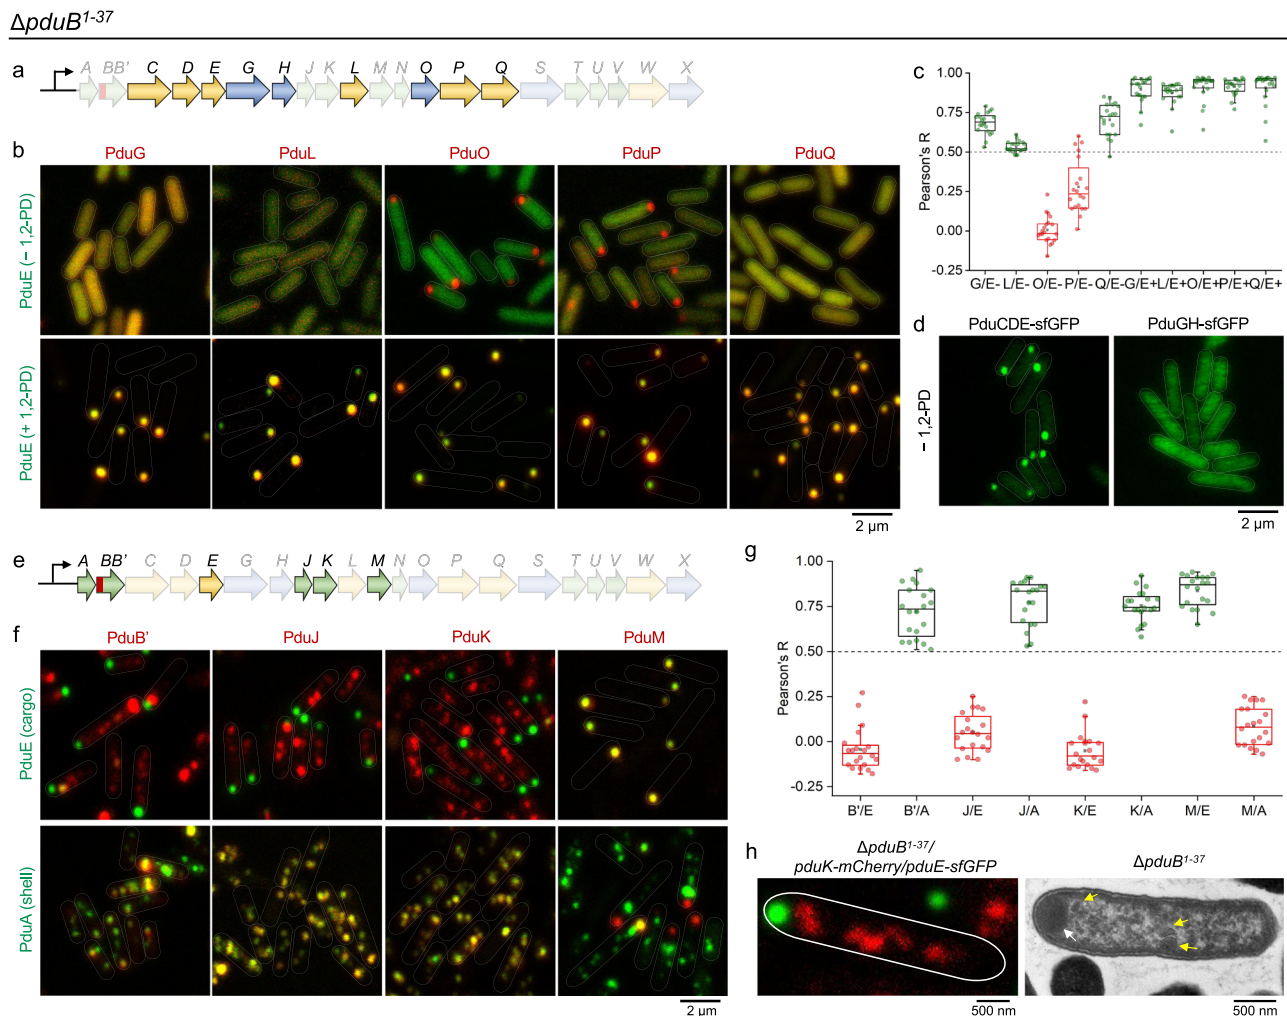 ΔpduB¹⁻³⁷
a
A BB' C D E G H J K L M N O P Q S T U V W X
b
PduG PduL PduO PduP PduQ
PduE (− 1,2-PD)
PduE (+ 1,2-PD)
2 μm
c
Pearson's R
1.00
0.75
0.50
0.25
0.00
-0.25
G/E- L/E- O/E- P/E- Q/E- G/E+ L/E+ O/E+ P/E+ Q/E+
d
PduCDE-sfGFP PduGH-sfGFP
− 1,2-PD
2 μm
e
A BB' C D E G H J K L M N O P Q S T U V W X
f
PduB' PduJ PduK PduM
PduE (cargo)
PduA (shell)
2 μm
g
Pearson's R
1.00
0.75
0.50
0.25
0.00
-0.25
B'/E B'/A J/E J/A K/E K/A M/E M/A
h
ΔpduB¹⁻³⁷/
pduK-mCherry/pduE-sfGFP
ΔpduB¹⁻³⁷
500 nm
500 nm